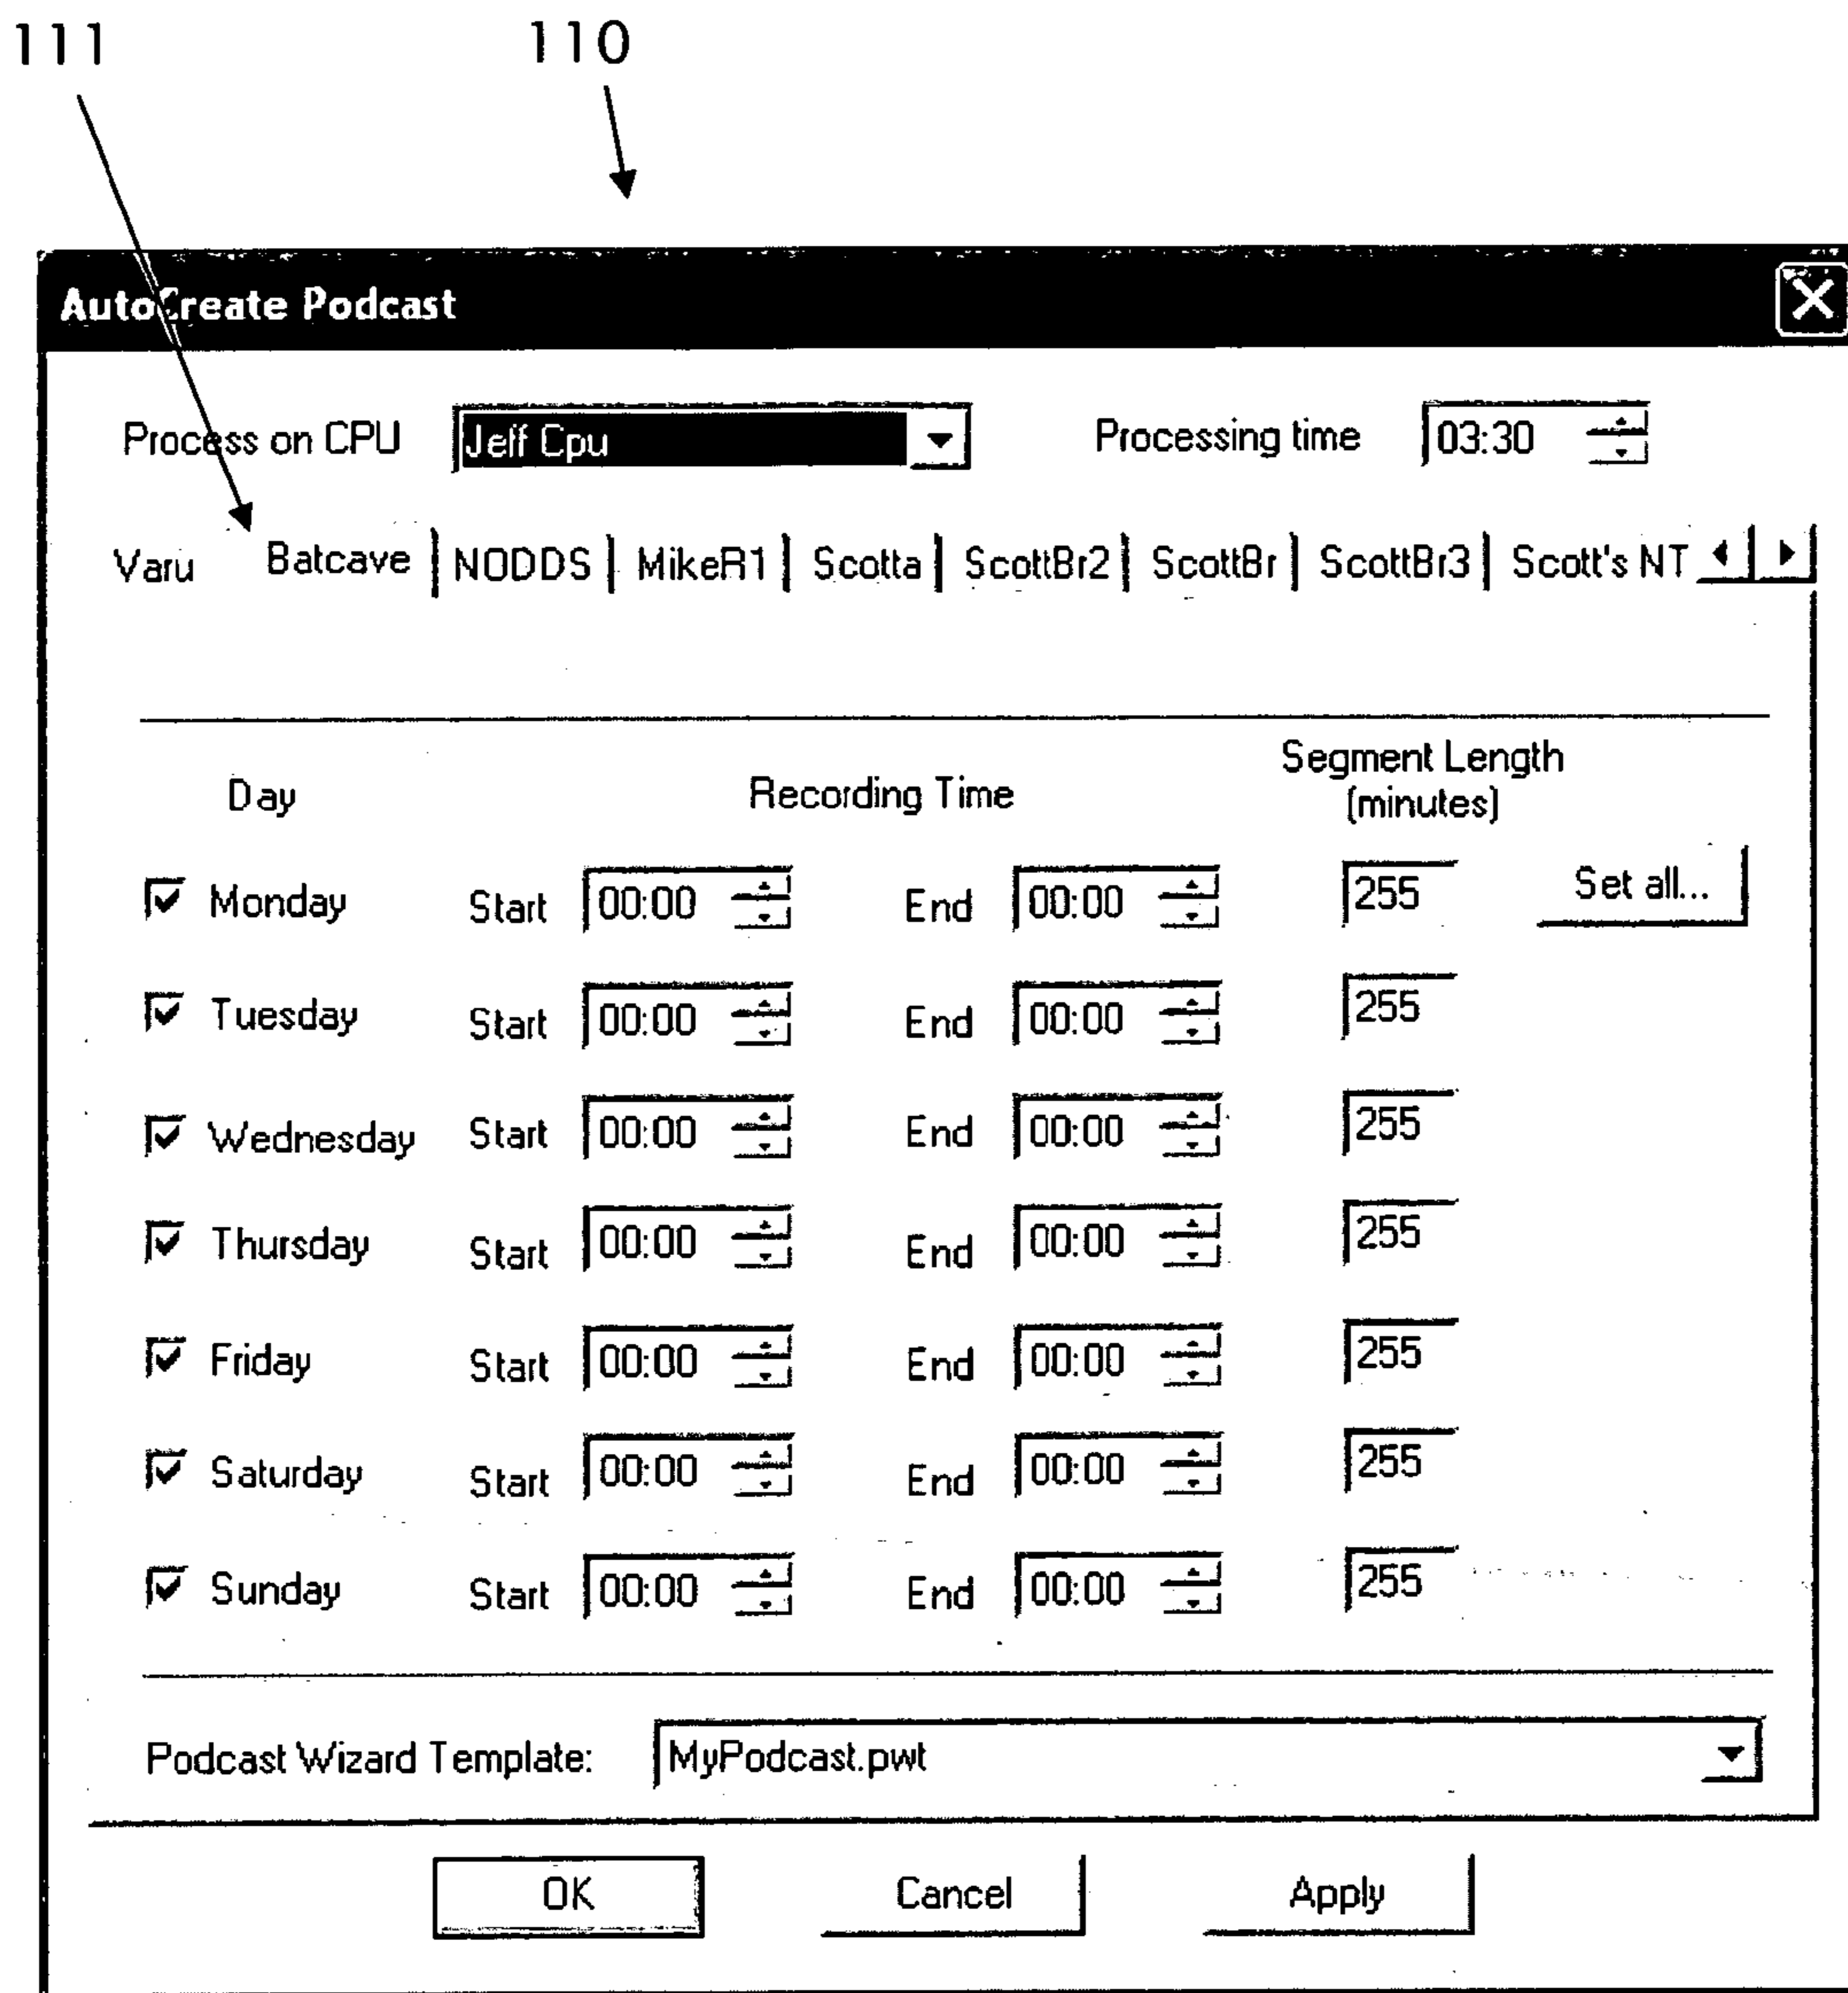 111 110
AutoCreate Podcast
Process on CPU Jeff Cpu Processing time 03:30
Varu Batcave NODDS MikeR1 Scotta ScottBr2 ScottBr ScottBr3 Scott's NT
Day Recording Time Segment Length (minutes)
Monday Start 00:00 End 00:00 255 Set all...
Tuesday Start 00:00 End 00:00 255
Wednesday Start 00:00 End 00:00 255
Thursday Start 00:00 End 00:00 255
Friday Start 00:00 End 00:00 255
Saturday Start 00:00 End 00:00 255
Sunday Start 00:00 End 00:00 255
Podcast Wizard Template: MyPodcast.pwt
OK Cancel Apply